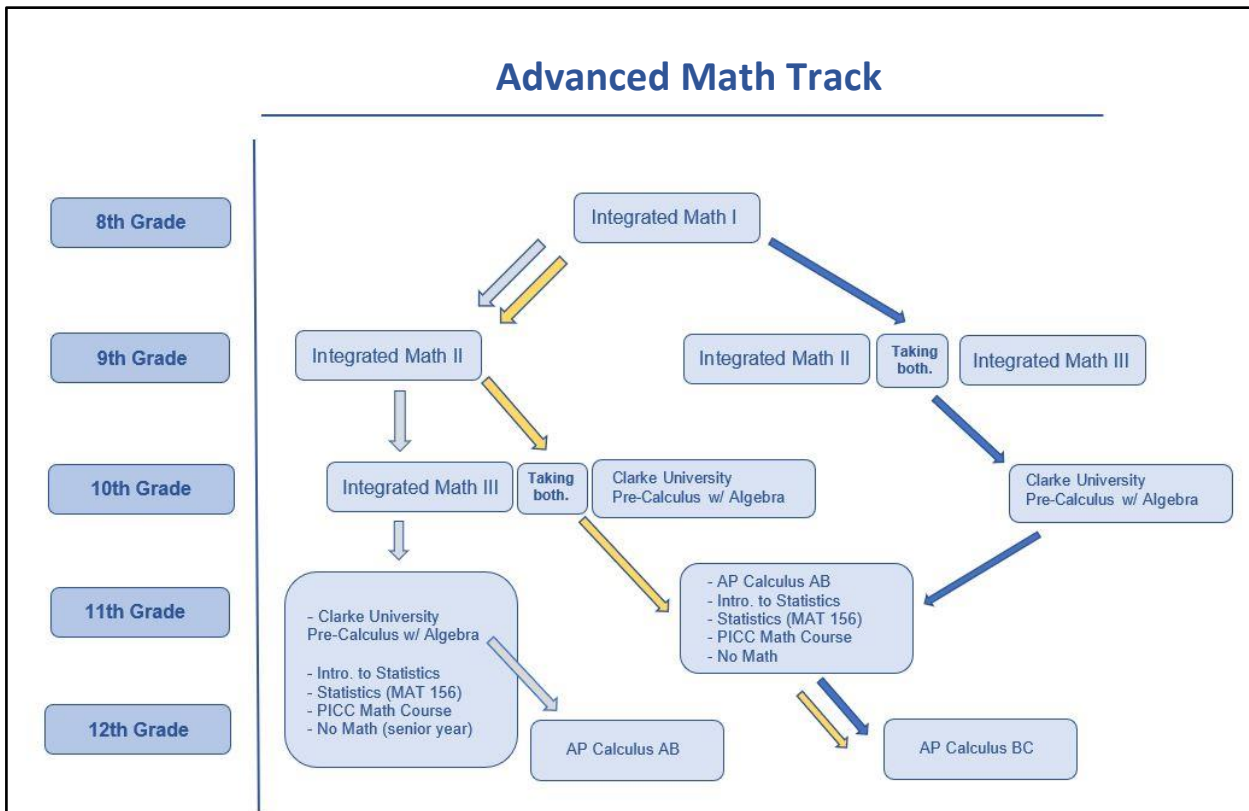 Advanced Math Track
8th Grade
Integrated Math I
9th Grade
Integrated Math II
Integrated Math II
Taking
both.
Integrated Math III
10th Grade
Integrated Math III
Taking
both.
Clarke University
Pre-Calculus w/ Algebra
Clarke University
Pre-Calculus w/ Algebra
11th Grade
- Clarke University
Pre-Calculus w/ Algebra
- Intro. to Statistics
- Statistics (MAT 156)
- PICC Math Course
- No Math (senior year)
- AP Calculus AB
- Intro. to Statistics
- Statistics (MAT 156)
- PICC Math Course
- No Math
12th Grade
AP Calculus AB
AP Calculus BC